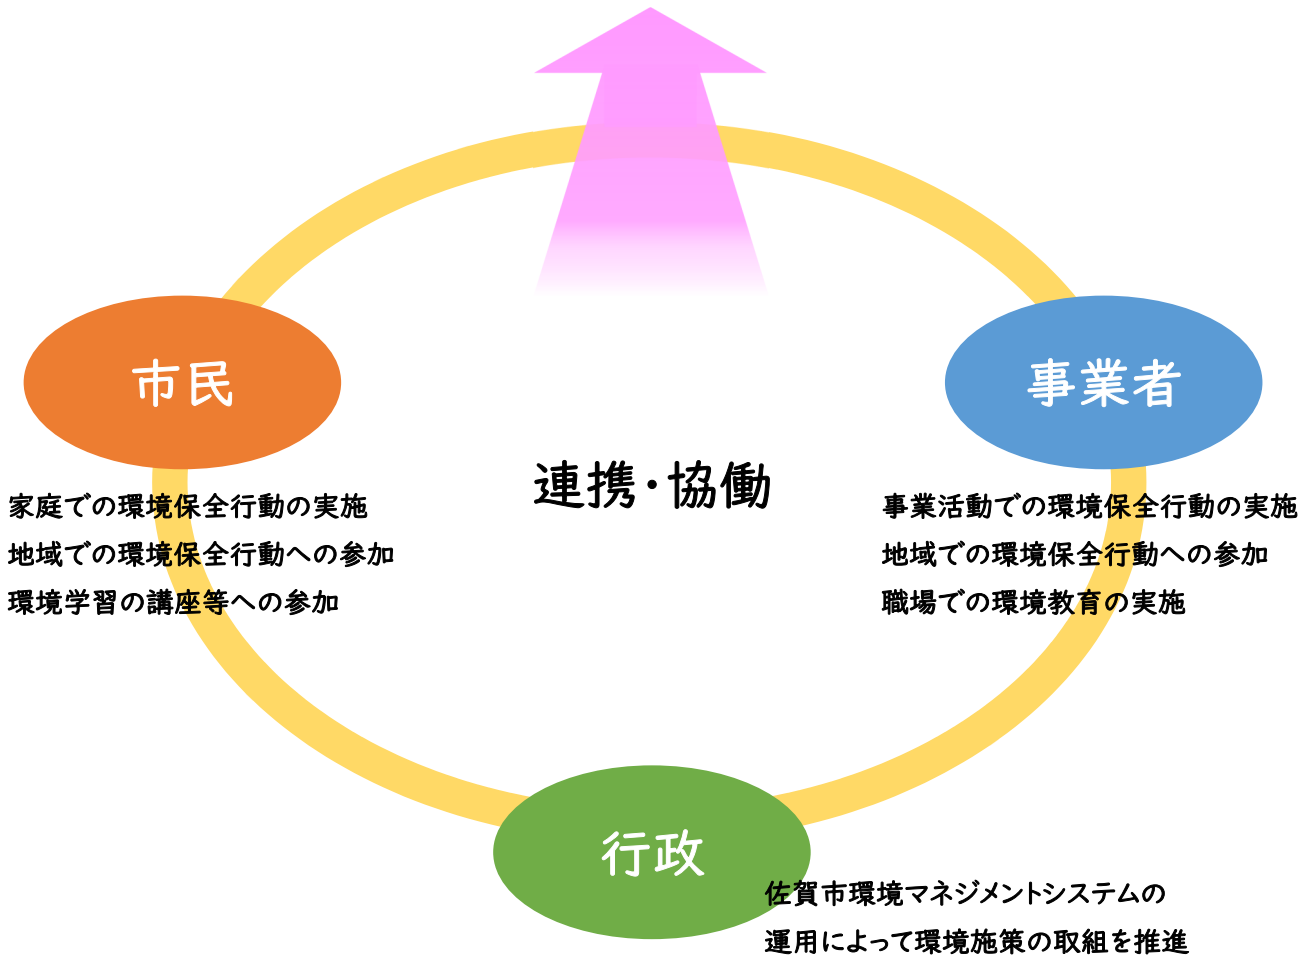 市民
事業者
連携・協働
家庭での環境保全行動の実施
地域での環境保全行動への参加
環境学習の講座等への参加
事業活動での環境保全行動の実施
地域での環境保全行動への参加
職場での環境教育の実施
行政
佐賀市環境マネジメントシステムの
運用によって環境施策の取組を推進